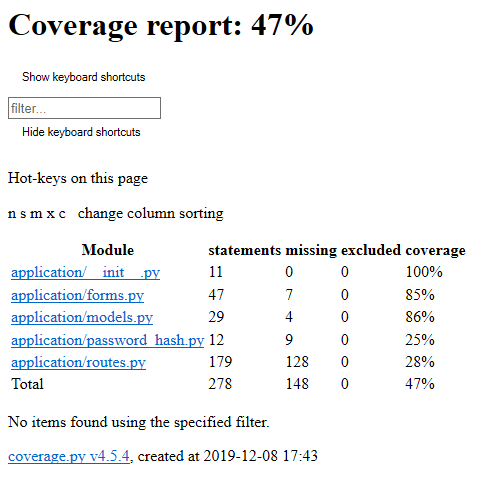 Coverage report: 47%
Show keyboard shortcuts
filter...
Hide keyboard shortcuts
Hot-keys on this page
n s m x c change column sorting
Module statements missing excluded coverage
application/__init__.py 11 0 0 100%
application/forms.py 47 7 0 85%
application/models.py 29 4 0 86%
application/password_hash.py 12 9 0 25%
application/routes.py 179 128 0 28%
Total 278 148 0 47%
No items found using the specified filter.
coverage.py v4.5.4, created at 2019-12-08 17:43